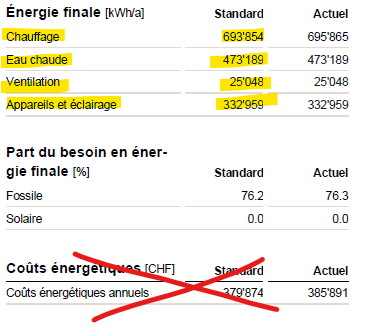 Énergie finale [kWh/a] Standard Actuel
Chauffage 693'854 695'865
Eau chaude 473'189 473'189
Ventilation 25'048 25'048
Appareils et éclairage 332'959 332'959
Part du besoin en éner-
gie finale [%] Standard Actuel
Fossile 76.2 76.3
Solaire 0.0 0.0
Coûts énergétiques [CHF] Standard Actuel
Coûts énergétiques annuels 379'874 385'891